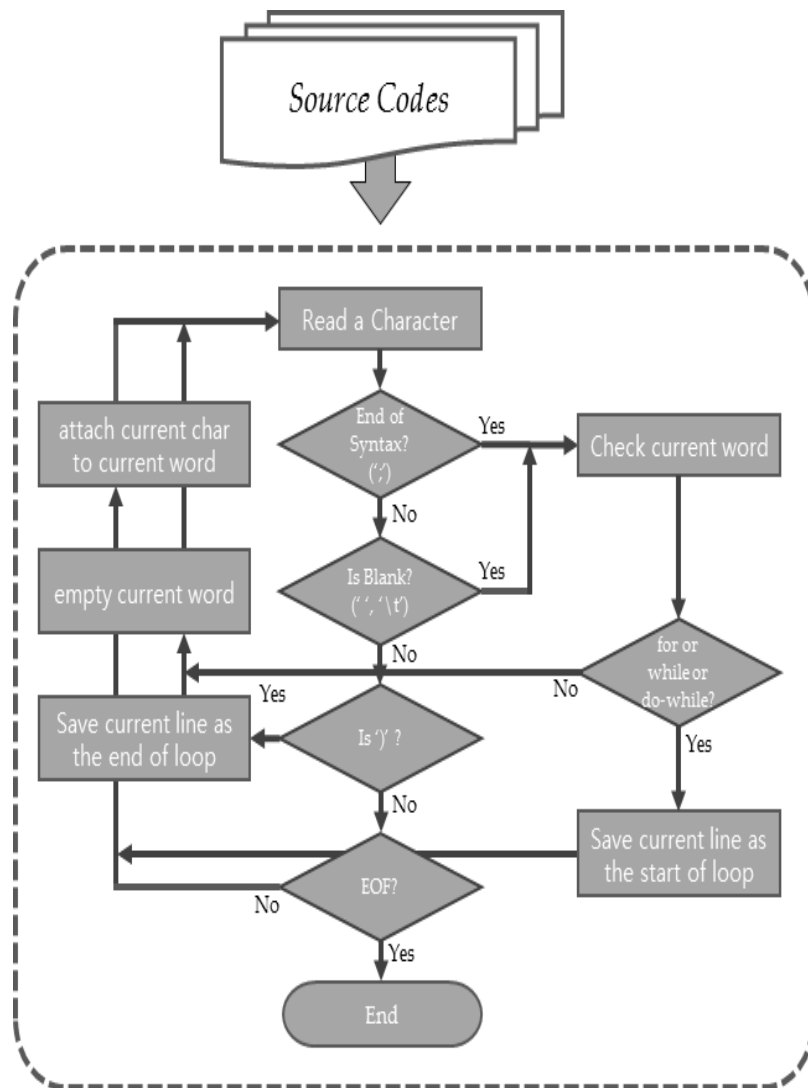 Source Codes
Read a Character
End of
Syntax?
(';')
Yes
Check current word
attach current char
to current word
No
Is Blank?
(' ', '\t')
Yes
empty current word
No
for or
while or
do-while?
No
Yes
Save current line as
the end of loop
Is ')' ?
Yes
No
Save current line as
the start of loop
EOF?
No
Yes
End